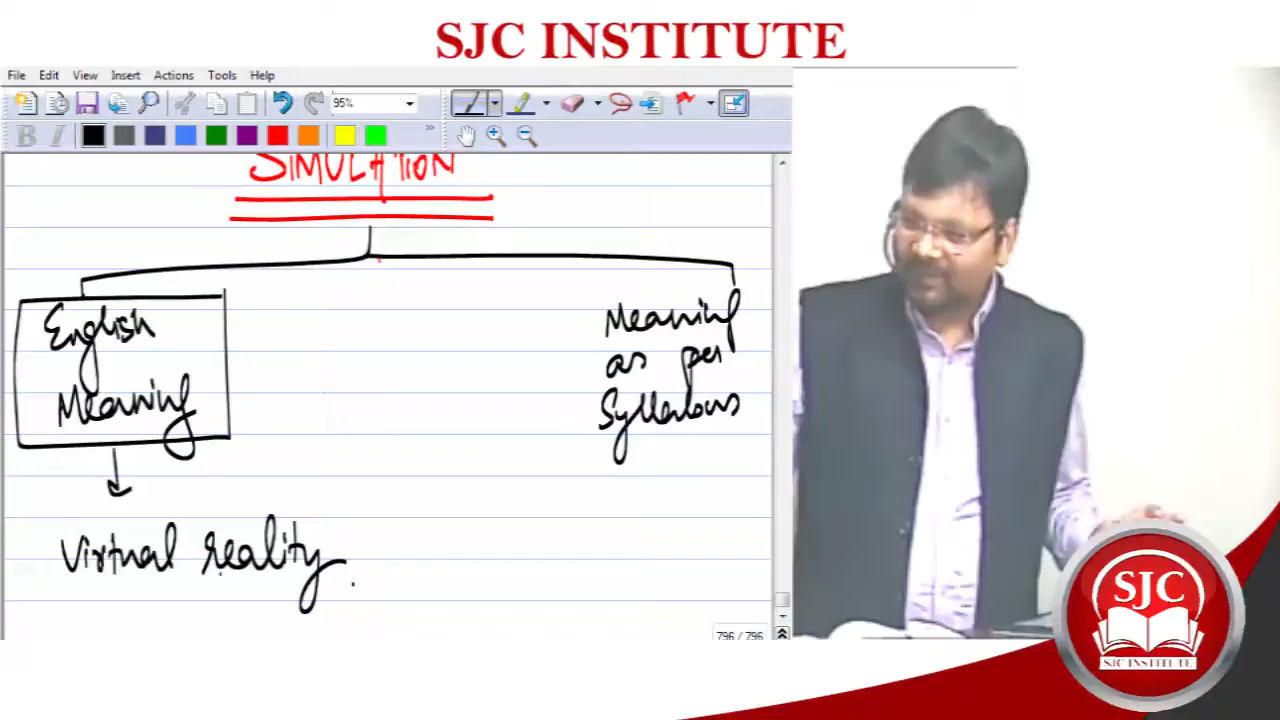 SJC INSTITUTE
File Edit View Insert Actions Tools Help
95%
B I
SIMULATION
English
Meaning
Meaning
as per
Syllabus
Virtual reality.
796 / 796
SJC
SJC INSTITUTE